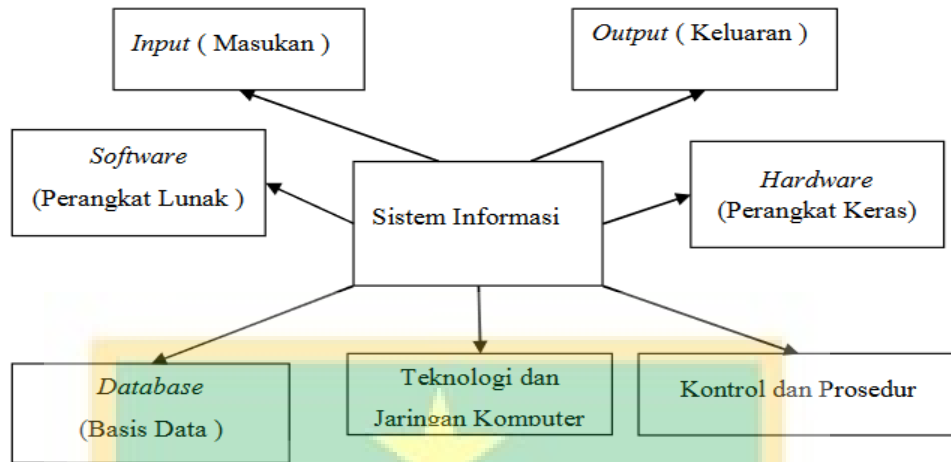 Input ( Masukan )
Output ( Keluaran )
Software
(Perangkat Lunak )
Sistem Informasi
Hardware
(Perangkat Keras)
Database
(Basis Data )
Teknologi dan
Jaringan Komputer
Kontrol dan Prosedur